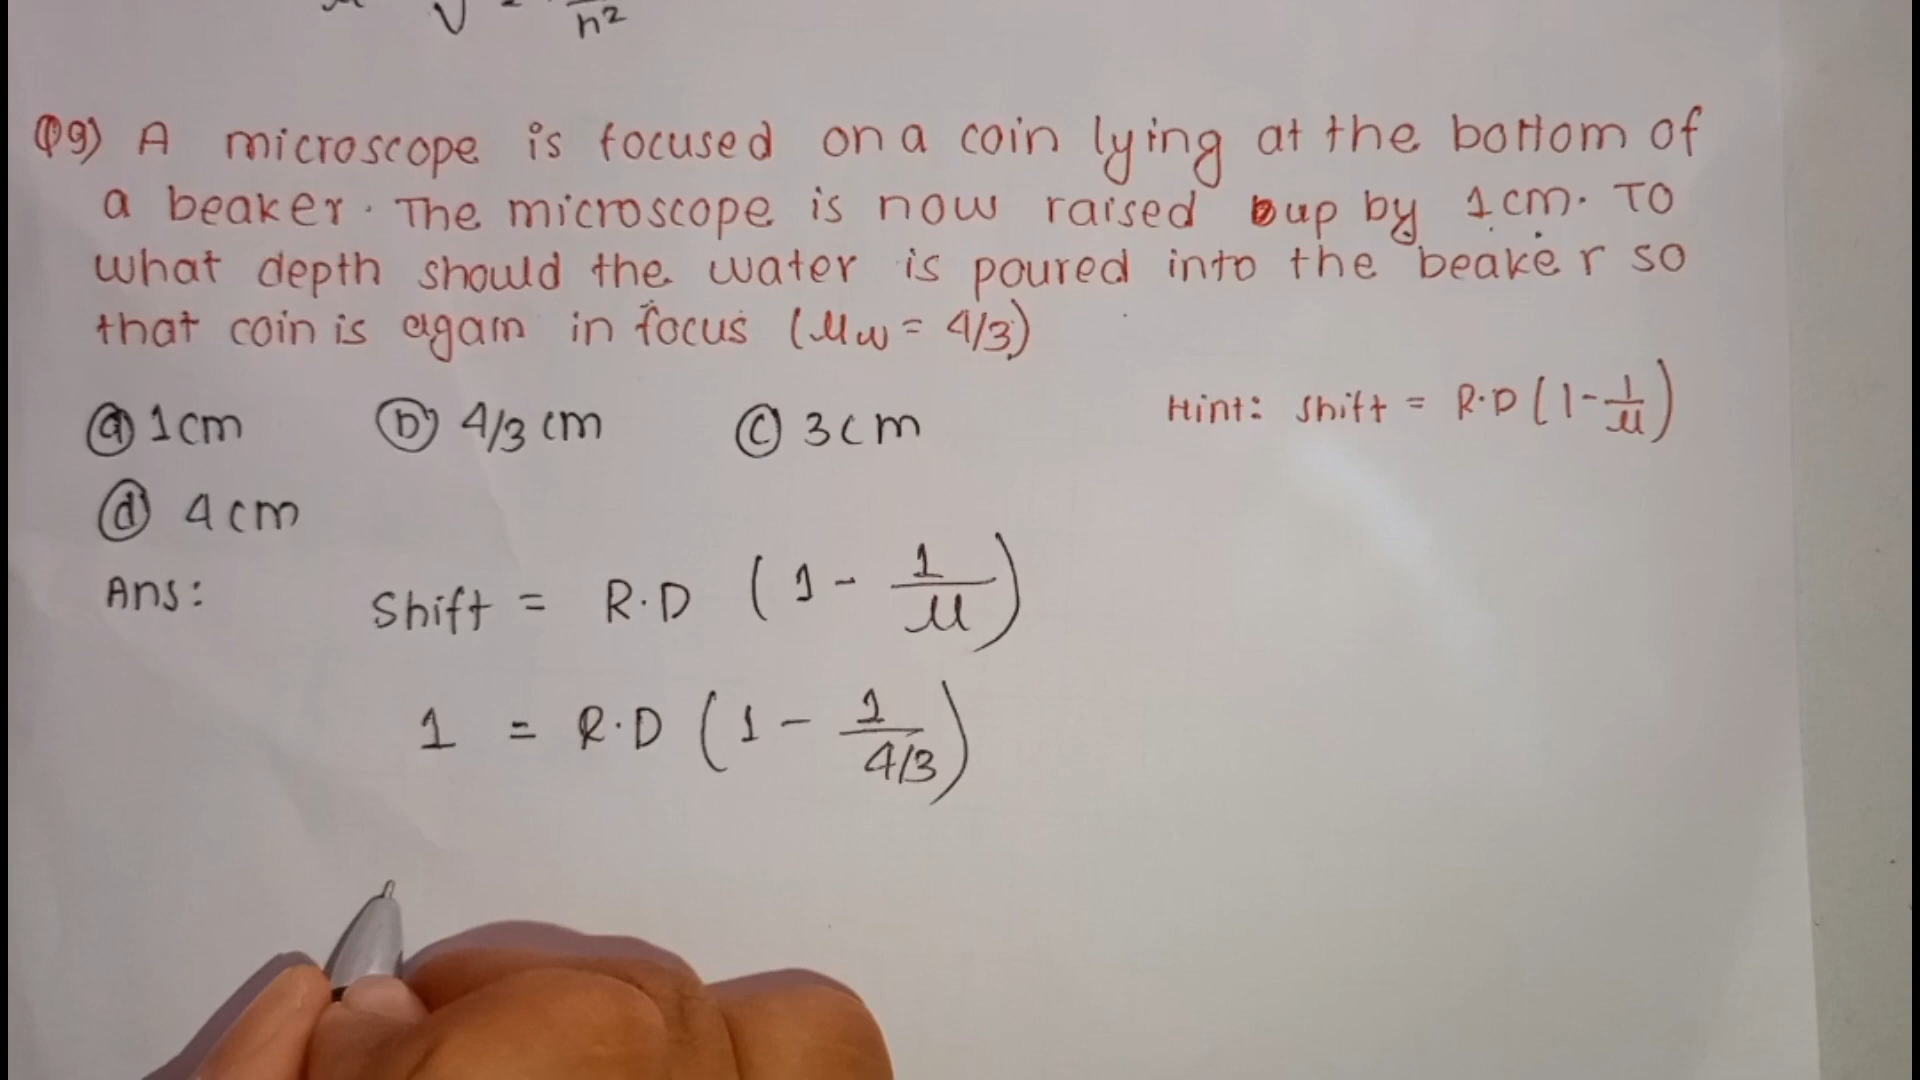 h²
Q9) A microscope is focused on a coin lying at the bottom of
a beaker. The microscope is now raised up by 1cm. To
what depth should the water is poured into the beaker so
that coin is again in focus (μw = 4/3)
ⓐ 1cm ⓑ 4/3 cm ⓒ 3cm
Hint: shift = R.D (1 - 1/μ)
ⓓ 4cm
Ans: Shift = R.D (1 - 1/μ)
1 = R.D (1 - 1/4/3)